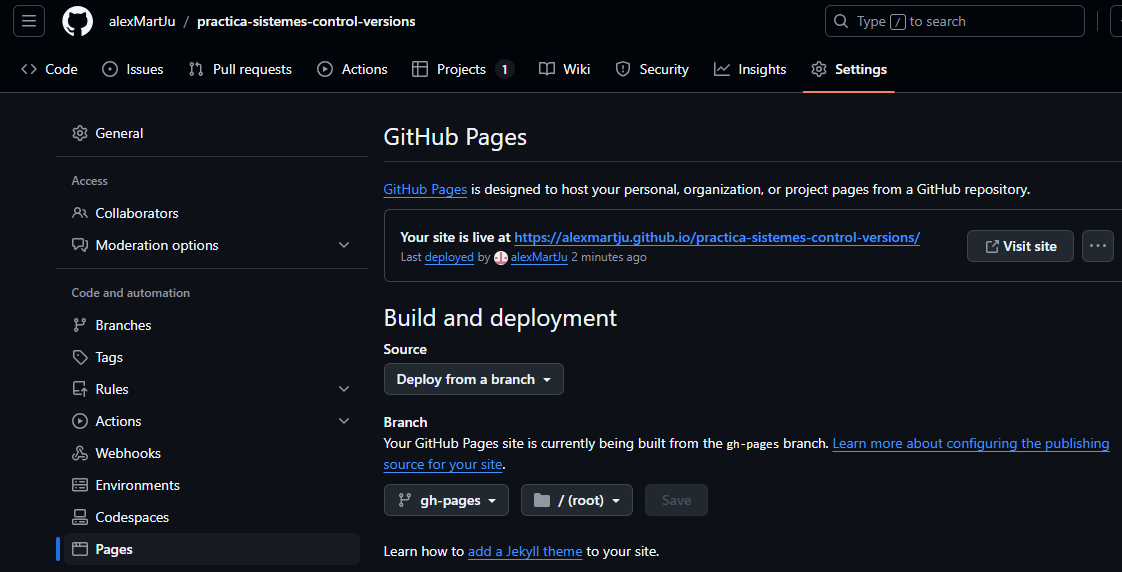 alexMartJu / practica-sistemes-control-versions
Type / to search
Code Issues Pull requests Actions Projects 1 Wiki Security Insights Settings
General
Access
Collaborators
Moderation options
Code and automation
Branches
Tags
Rules
Actions
Webhooks
Environments
Codespaces
Pages
GitHub Pages
GitHub Pages is designed to host your personal, organization, or project pages from a GitHub repository.
Your site is live at https://alexmartju.github.io/practica-sistemes-control-versions/
Last deployed by alexMartJu 2 minutes ago
Visit site
Build and deployment
Source
Deploy from a branch
Branch
Your GitHub Pages site is currently being built from the gh-pages branch. Learn more about configuring the publishing
source for your site.
gh-pages / (root) Save
Learn how to add a Jekyll theme to your site.